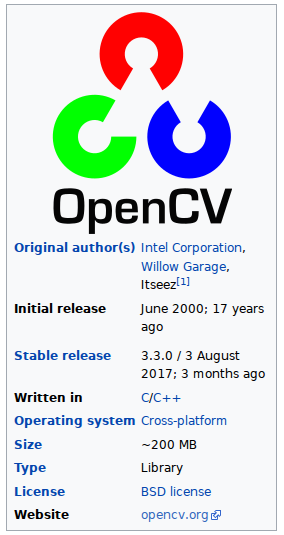 OpenCV
Original author(s) Intel Corporation,
Willow Garage,
Itseez[1]
Initial release June 2000; 17 years
ago
Stable release 3.3.0 / 3 August
2017; 3 months ago
Written in C/C++
Operating system Cross-platform
Size ~200 MB
Type Library
License BSD license
Website opencv.org